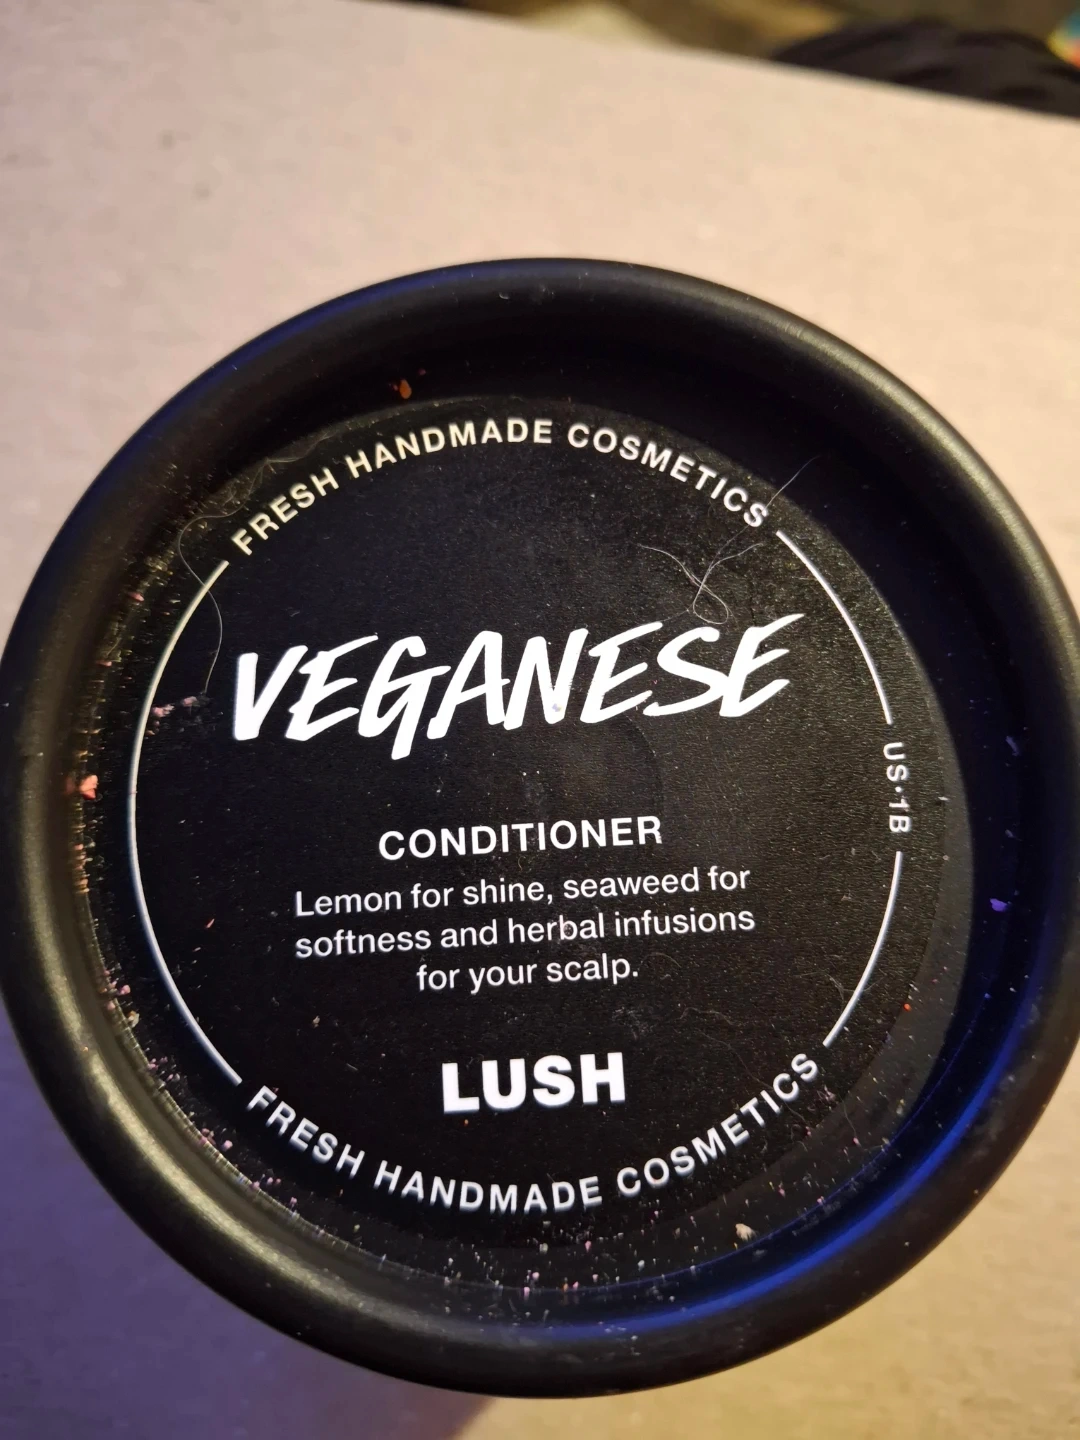 FRESH HANDMADE COSMETICS
VEGANESE
US·1B
CONDITIONER
Lemon for shine, seaweed for
softness and herbal infusions
for your scalp.
LUSH
FRESH HANDMADE COSMETICS